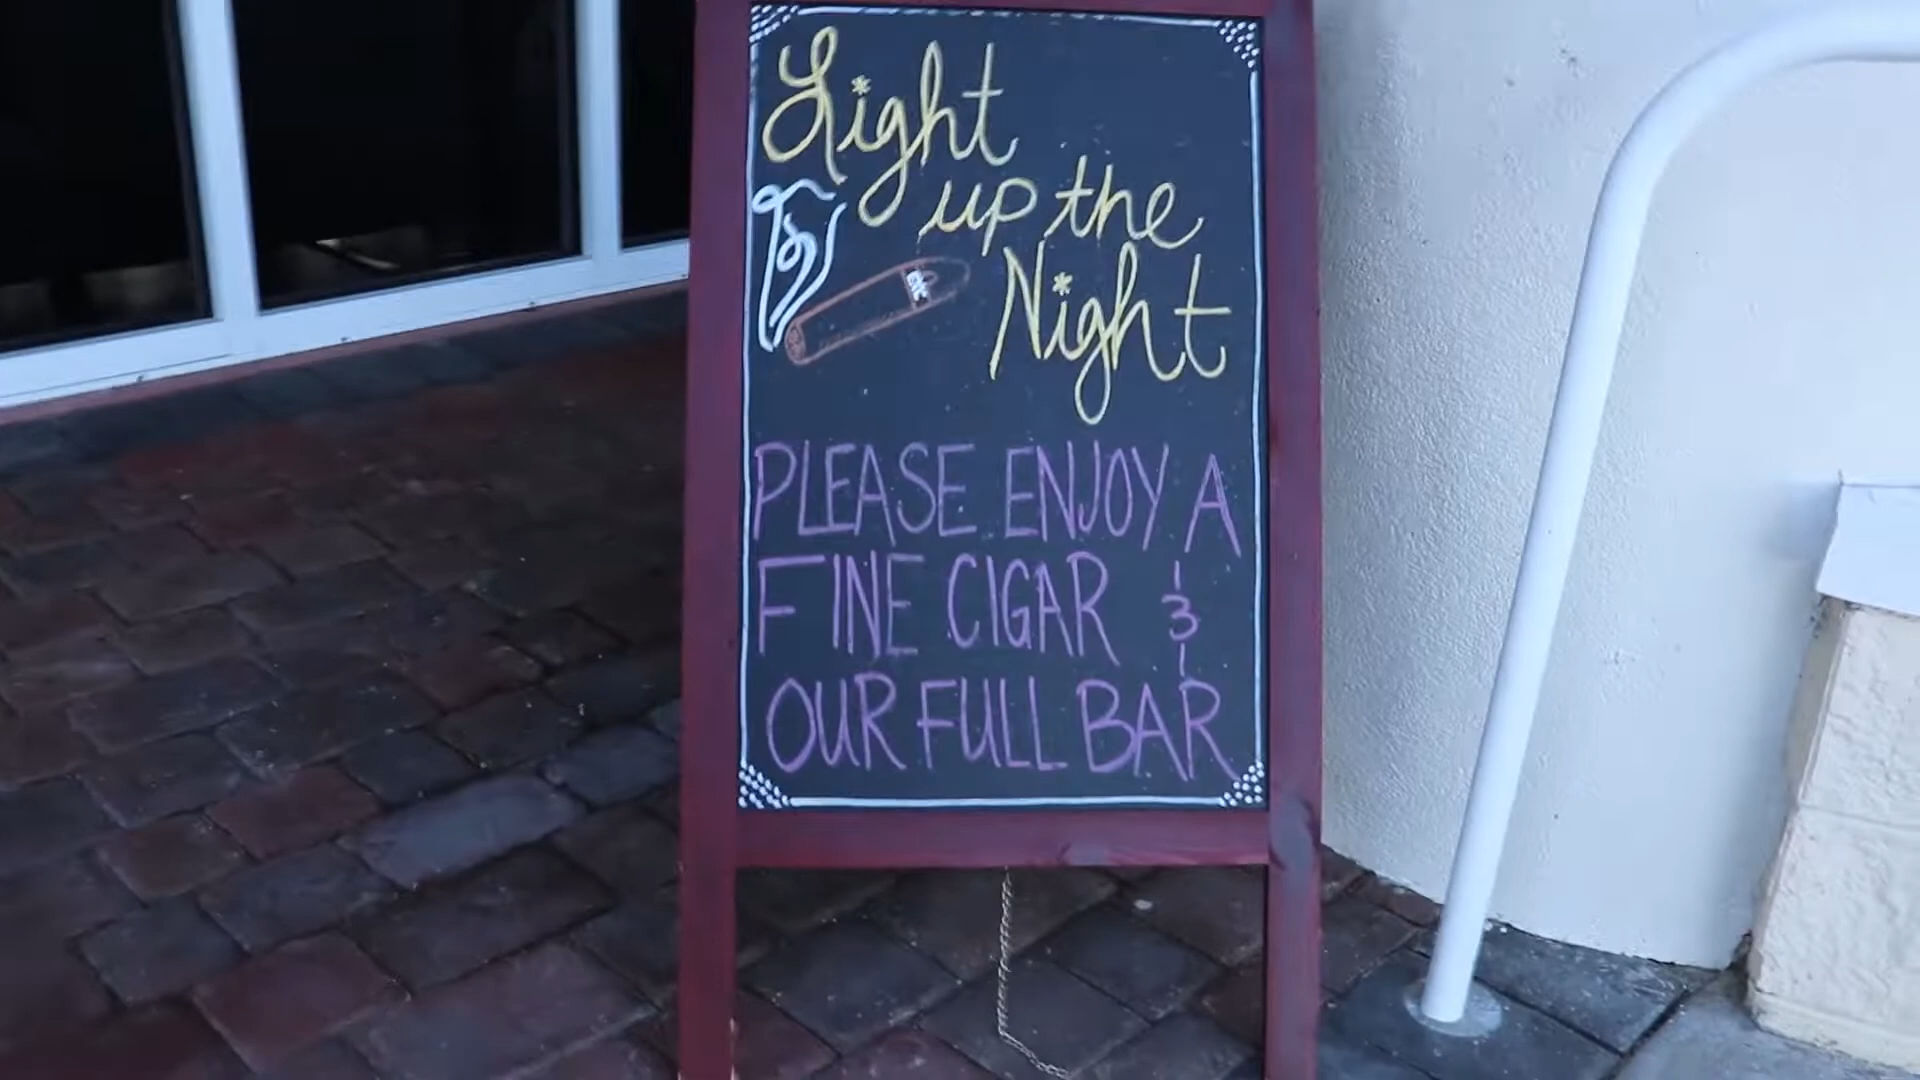 Light
up the
Night
PLEASE ENJOY A
FINE CIGAR &
OUR FULL BAR